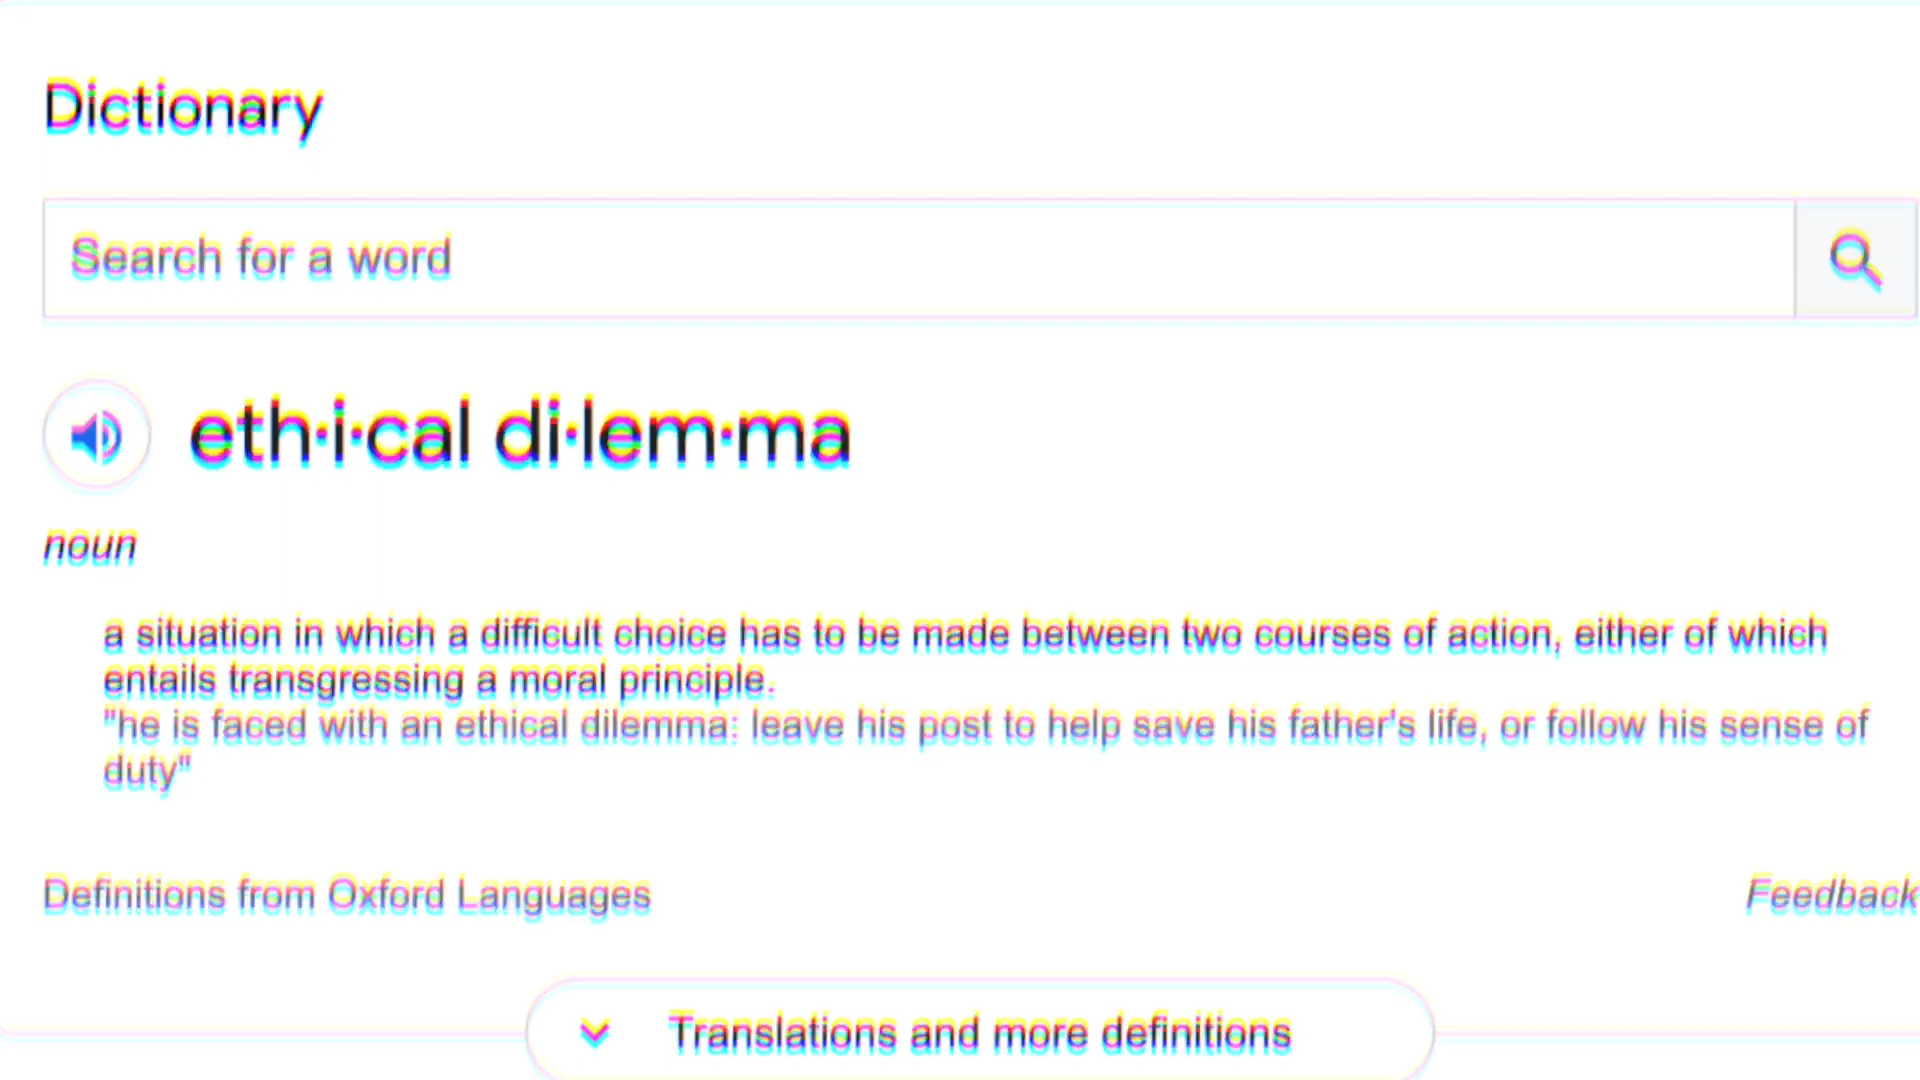 Dictionary
Search for a word
eth·i·cal di·lem·ma
noun
a situation in which a difficult choice has to be made between two courses of action, either of which
entails transgressing a moral principle.
"he is faced with an ethical dilemma: leave his post to help save his father's life, or follow his sense of
duty"
Definitions from Oxford Languages
Feedback
Translations and more definitions